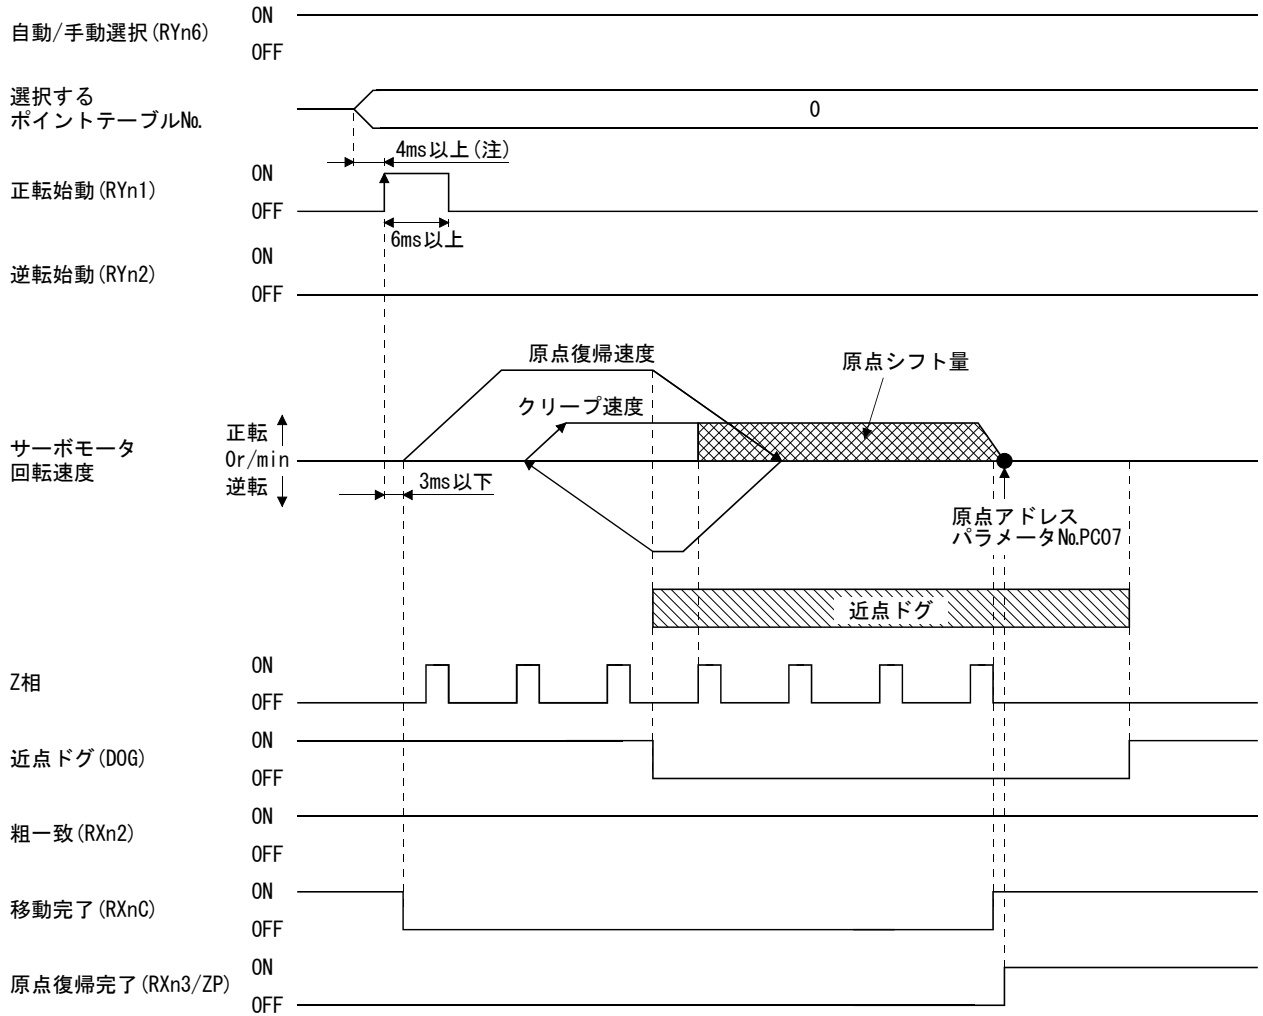 自動/手動選択(RYn6)
ON
OFF
選択する
ポイントテーブルNo.
0
4ms以上(注)
正転始動(RYn1)
ON
OFF
6ms以上
逆転始動(RYn2)
ON
OFF
原点復帰速度
原点シフト量
クリープ速度
サーボモータ
回転速度
正転
0r/min
逆転
3ms以下
原点アドレス
パラメータNo.PC07
近点ドグ
Z相
ON
OFF
近点ドグ(DOG)
ON
OFF
粗一致(RXn2)
ON
OFF
移動完了(RXnC)
ON
OFF
原点復帰完了(RXn3/ZP)
ON
OFF